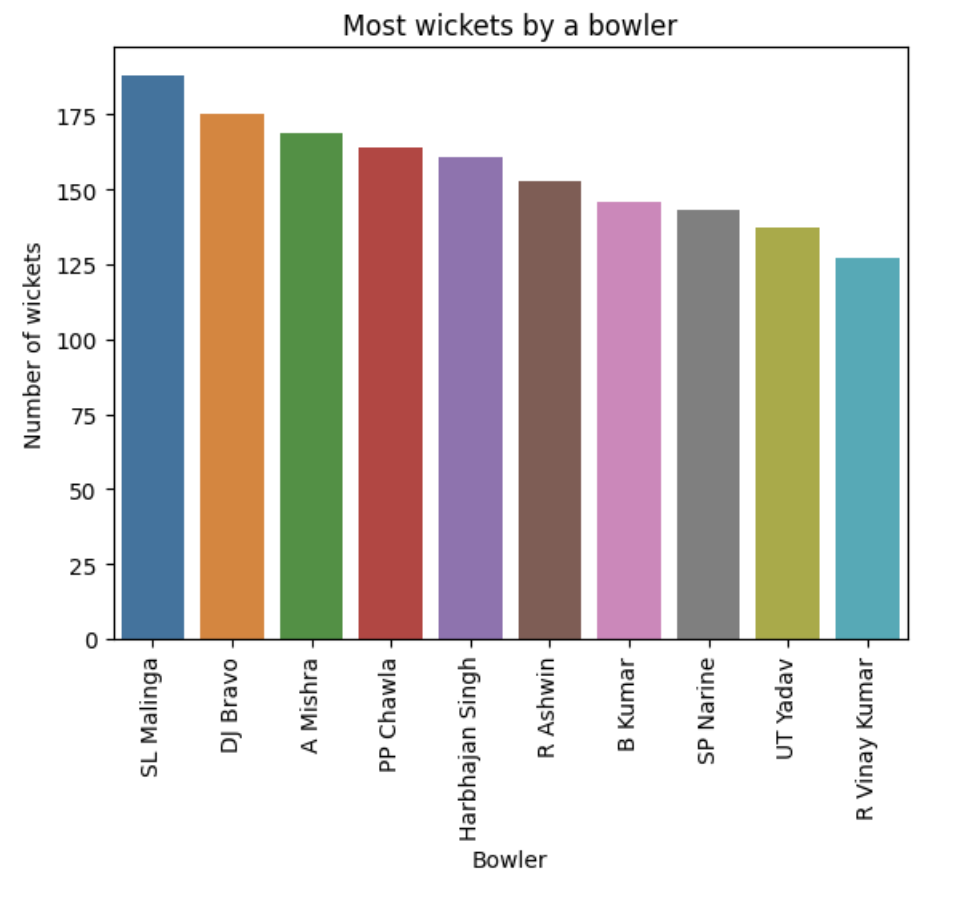 Most wickets by a bowler
Number of wickets
175
150
125
100
75
50
25
0
SL Malinga
DJ Bravo
A Mishra
PP Chawla
Harbhajan Singh
R Ashwin
B Kumar
SP Narine
UT Yadav
R Vinay Kumar
Bowler